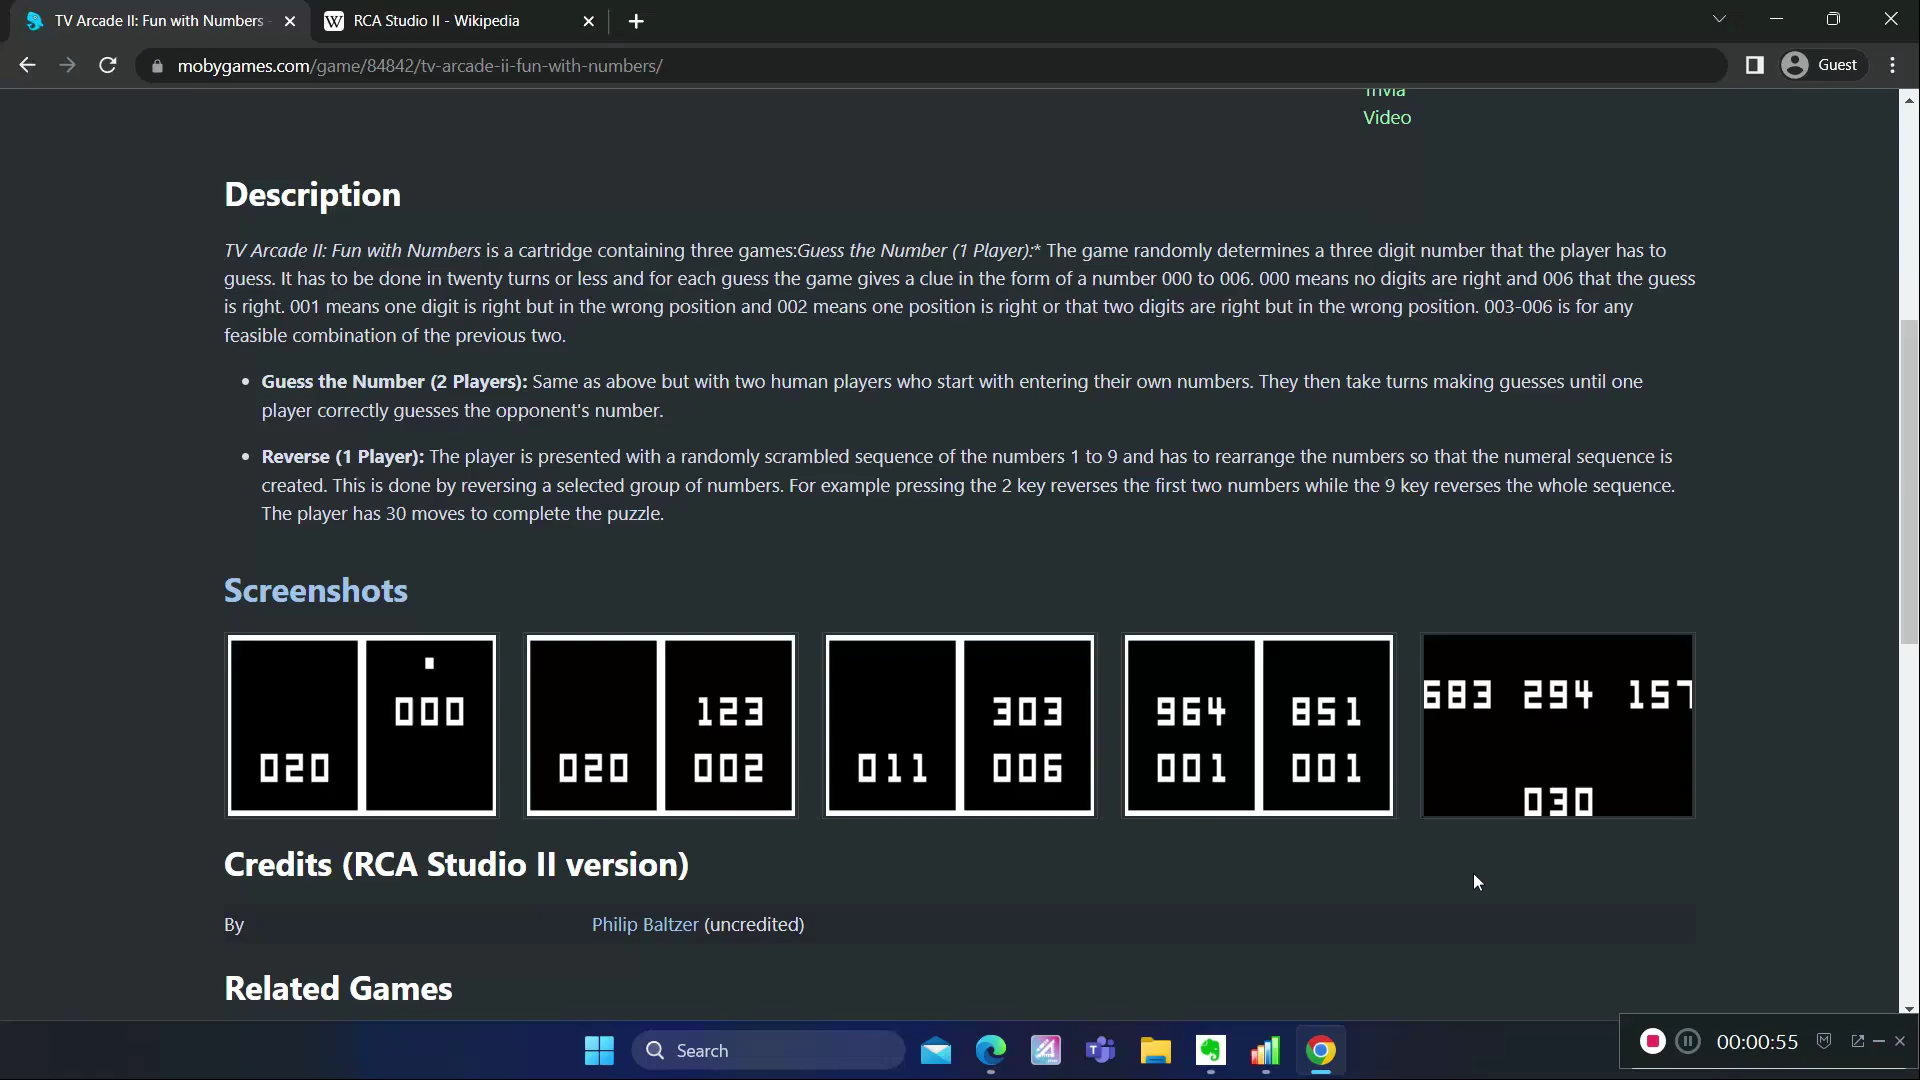 TV Arcade II: Fun with Numbers -
RCA Studio II - Wikipedia
mobygames.com/game/84842/tv-arcade-ii-fun-with-numbers/
Guest
Trivia
Video
Description
TV Arcade II: Fun with Numbers is a cartridge containing three games:Guess the Number (1 Player):* The game randomly determines a three digit number that the player has to
guess. It has to be done in twenty turns or less and for each guess the game gives a clue in the form of a number 000 to 006. 000 means no digits are right and 006 that the guess
is right. 001 means one digit is right but in the wrong position and 002 means one position is right or that two digits are right but in the wrong position. 003-006 is for any
feasible combination of the previous two.
• Guess the Number (2 Players): Same as above but with two human players who start with entering their own numbers. They then take turns making guesses until one
player correctly guesses the opponent's number.
• Reverse (1 Player): The player is presented with a randomly scrambled sequence of the numbers 1 to 9 and has to rearrange the numbers so that the numeral sequence is
created. This is done by reversing a selected group of numbers. For example pressing the 2 key reverses the first two numbers while the 9 key reverses the whole sequence.
The player has 30 moves to complete the puzzle.
Screenshots
000
020
123
020 002
303
011 006
964 851
001 001
683 294 157
030
Credits (RCA Studio II version)
By Philip Baltzer (uncredited)
Related Games
Search
00:00:55